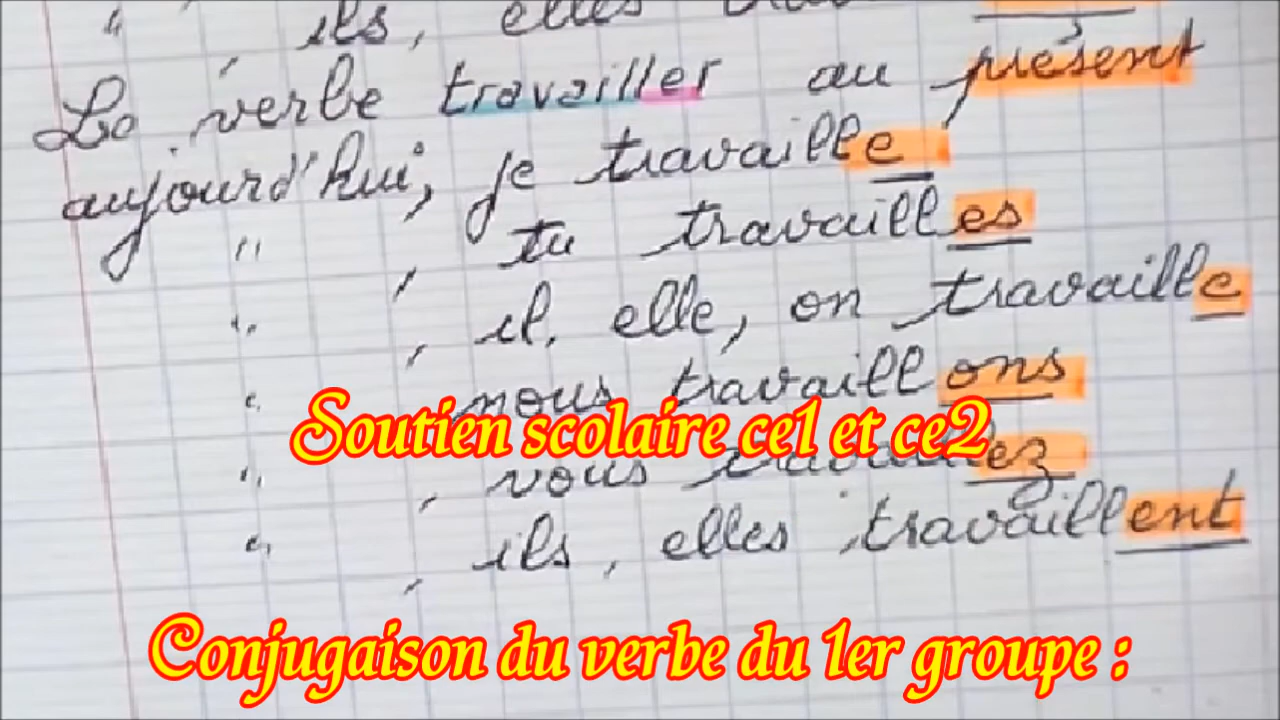 " ils, elles
Le verbe travailler au présent
aujourd'hui, je travaille
" , tu travailles
" , il, elle, on travaille
" , nous travaillons
Soutien scolaire ce1 et ce2
" , vous travaillez
" , ils, elles travaillent
Conjugaison du verbe du 1er groupe :